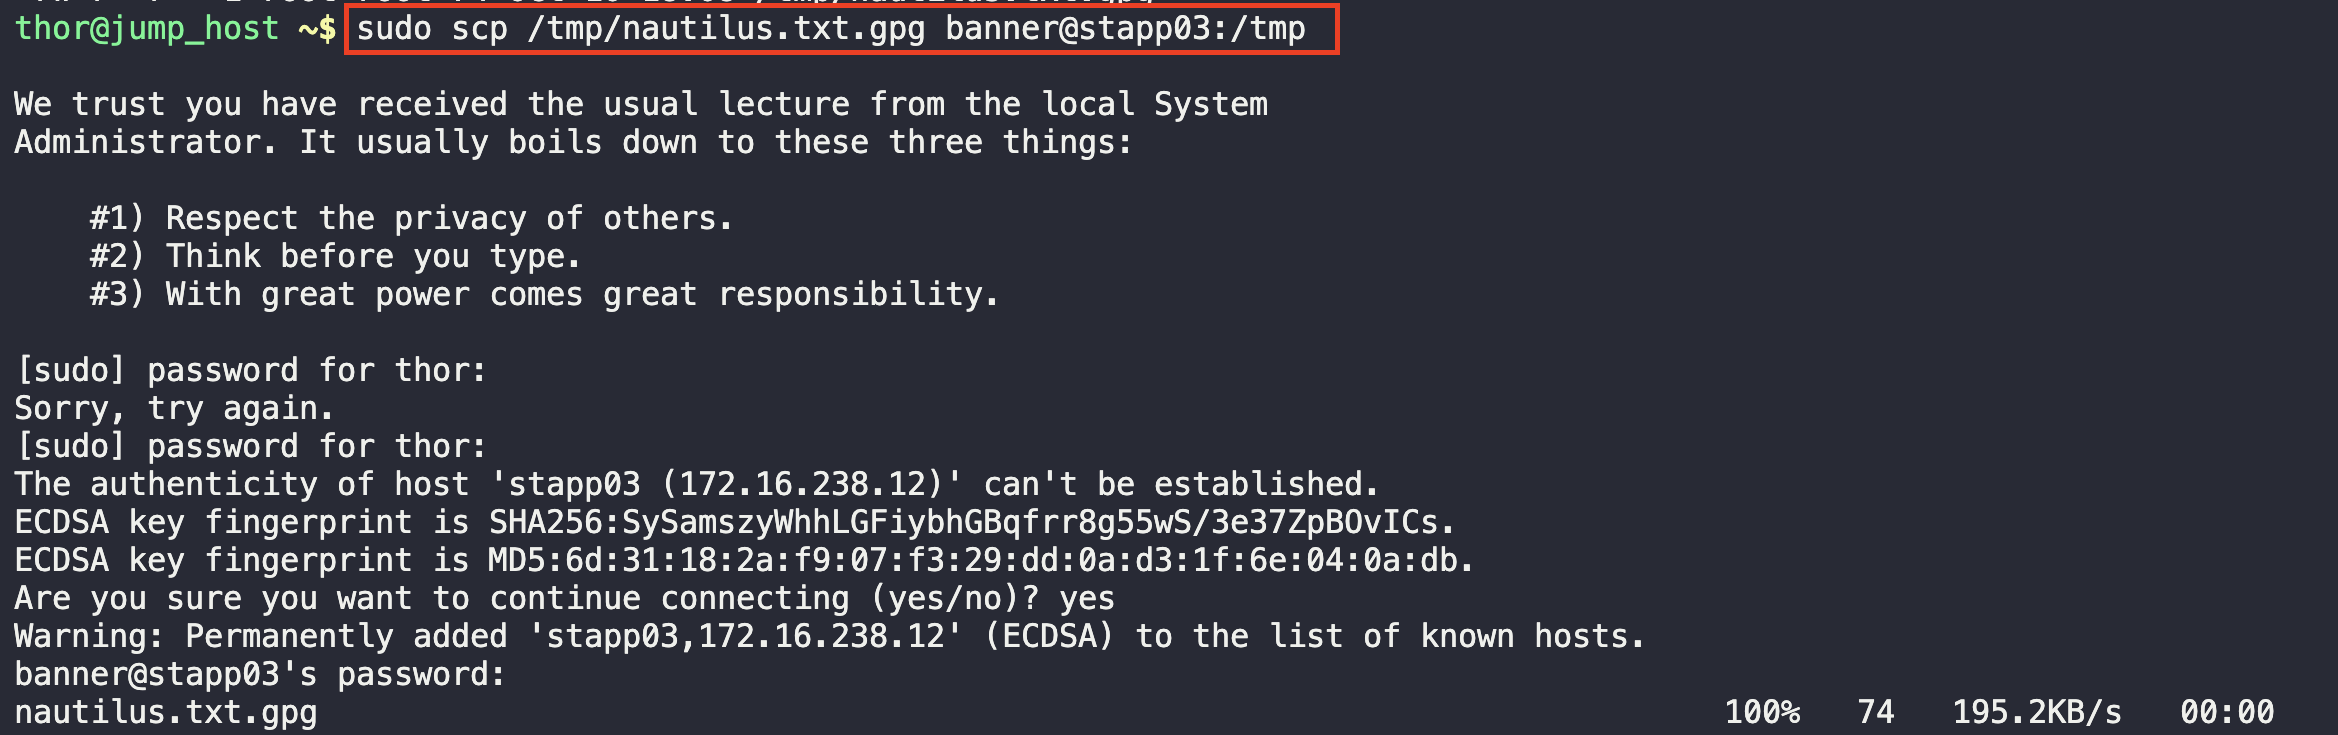 thor@jump_host ~$ sudo scp /tmp/nautilus.txt.gpg banner@stapp03:/tmp
We trust you have received the usual lecture from the local System
Administrator. It usually boils down to these three things:
#1) Respect the privacy of others.
#2) Think before you type.
#3) With great power comes great responsibility.
[sudo] password for thor:
Sorry, try again.
[sudo] password for thor:
The authenticity of host 'stapp03 (172.16.238.12)' can't be established.
ECDSA key fingerprint is SHA256:SySamszyWhhLGFiybhGBqfrr8g55wS/3e37ZpBOvICs.
ECDSA key fingerprint is MD5:6d:31:18:2a:f9:07:f3:29:dd:0a:d3:1f:6e:04:0a:db.
Are you sure you want to continue connecting (yes/no)? yes
Warning: Permanently added 'stapp03,172.16.238.12' (ECDSA) to the list of known hosts.
banner@stapp03's password:
nautilus.txt.gpg 100% 74 195.2KB/s 00:00